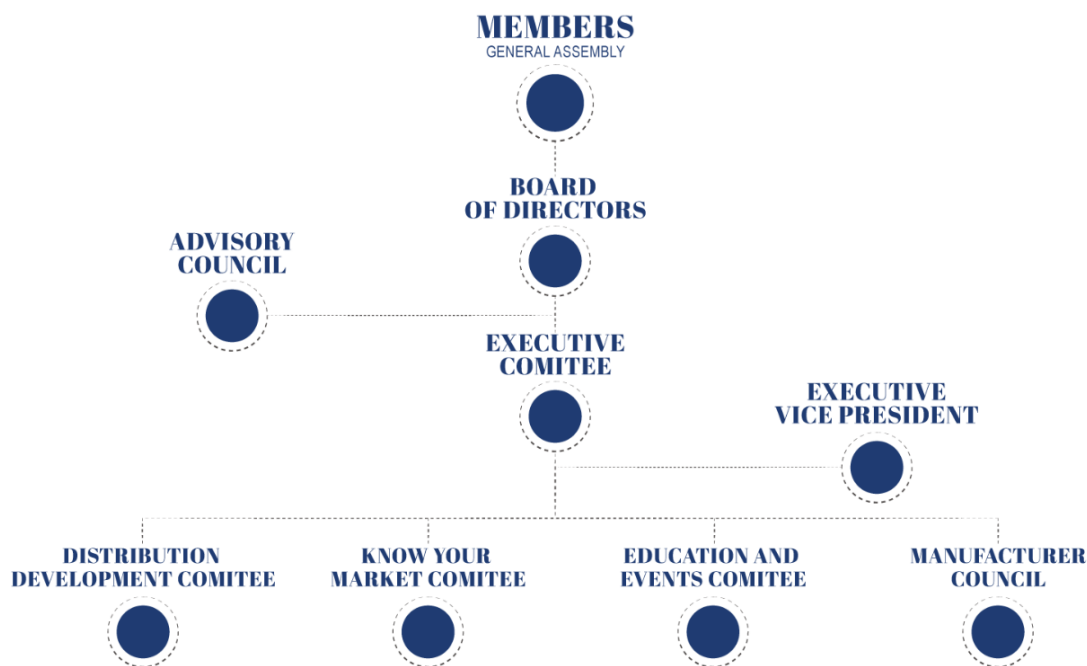 MEMBERS
GENERAL ASSEMBLY
BOARD
OF DIRECTORS
ADVISORY
COUNCIL
EXECUTIVE
COMITEE
EXECUTIVE
VICE PRESIDENT
DISTRIBUTION
DEVELOPMENT COMITEE
KNOW YOUR
MARKET COMITEE
EDUCATION AND
EVENTS COMITEE
MANUFACTURER
COUNCIL